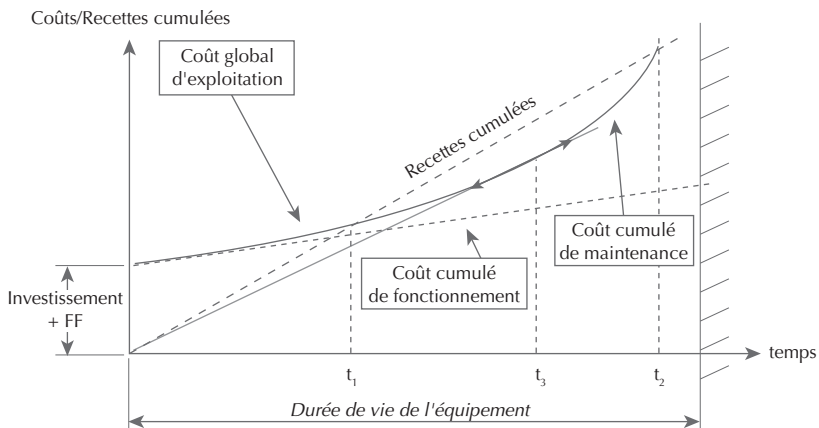 Coûts/Recettes cumulées
Coût global
d'exploitation
Recettes cumulées
Coût cumulé
de maintenance
Coût cumulé
de fonctionnement
Investissement
+ FF
temps
t1
t3
t2
Durée de vie de l'équipement